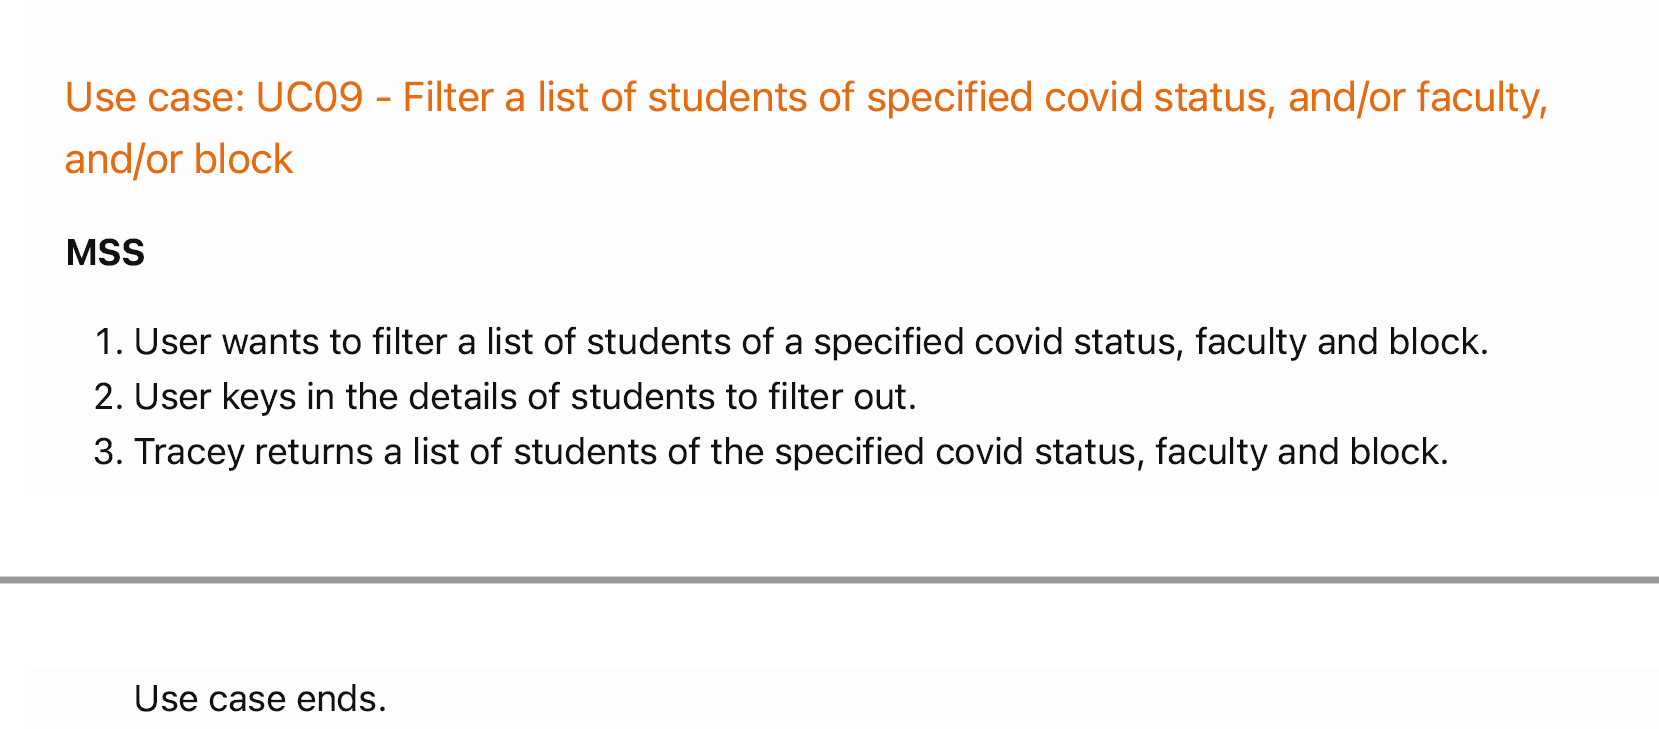 Use case: UC09 - Filter a list of students of specified covid status, and/or faculty,
and/or block
MSS
1. User wants to filter a list of students of a specified covid status, faculty and block.
2. User keys in the details of students to filter out.
3. Tracey returns a list of students of the specified covid status, faculty and block.
Use case ends.